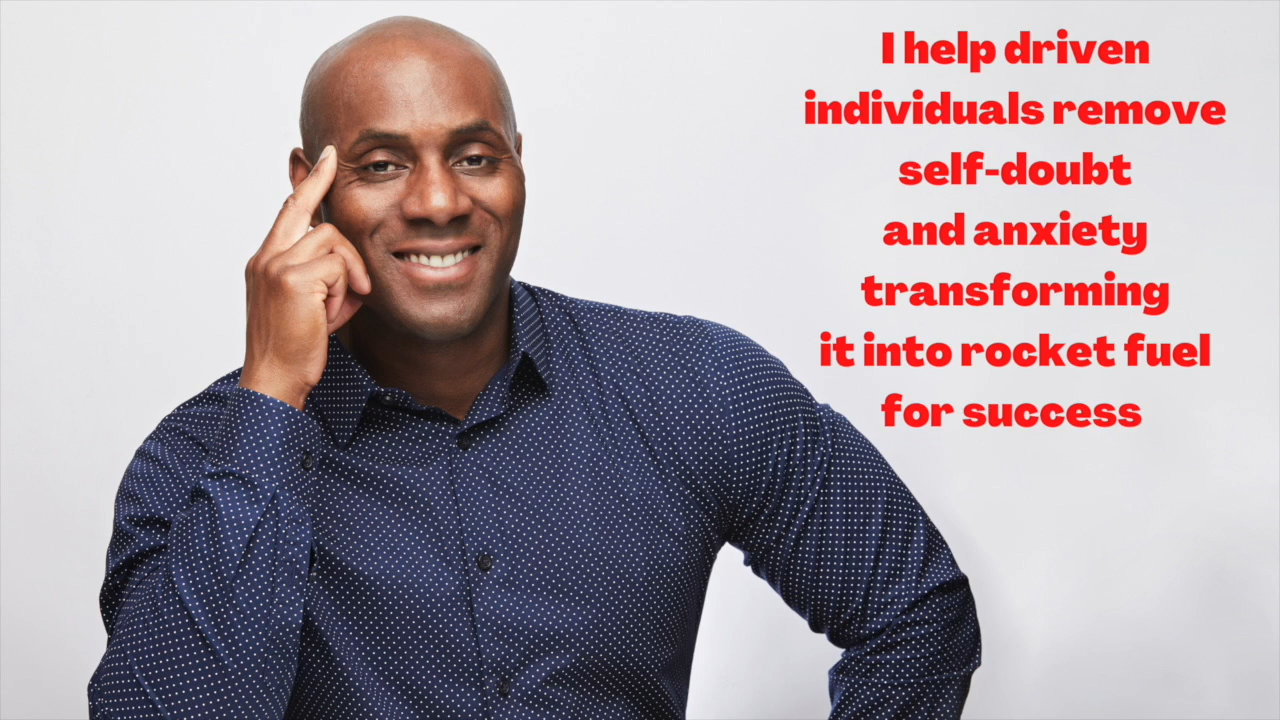 I help driven
individuals remove
self-doubt
and anxiety
transforming
it into rocket fuel
for success